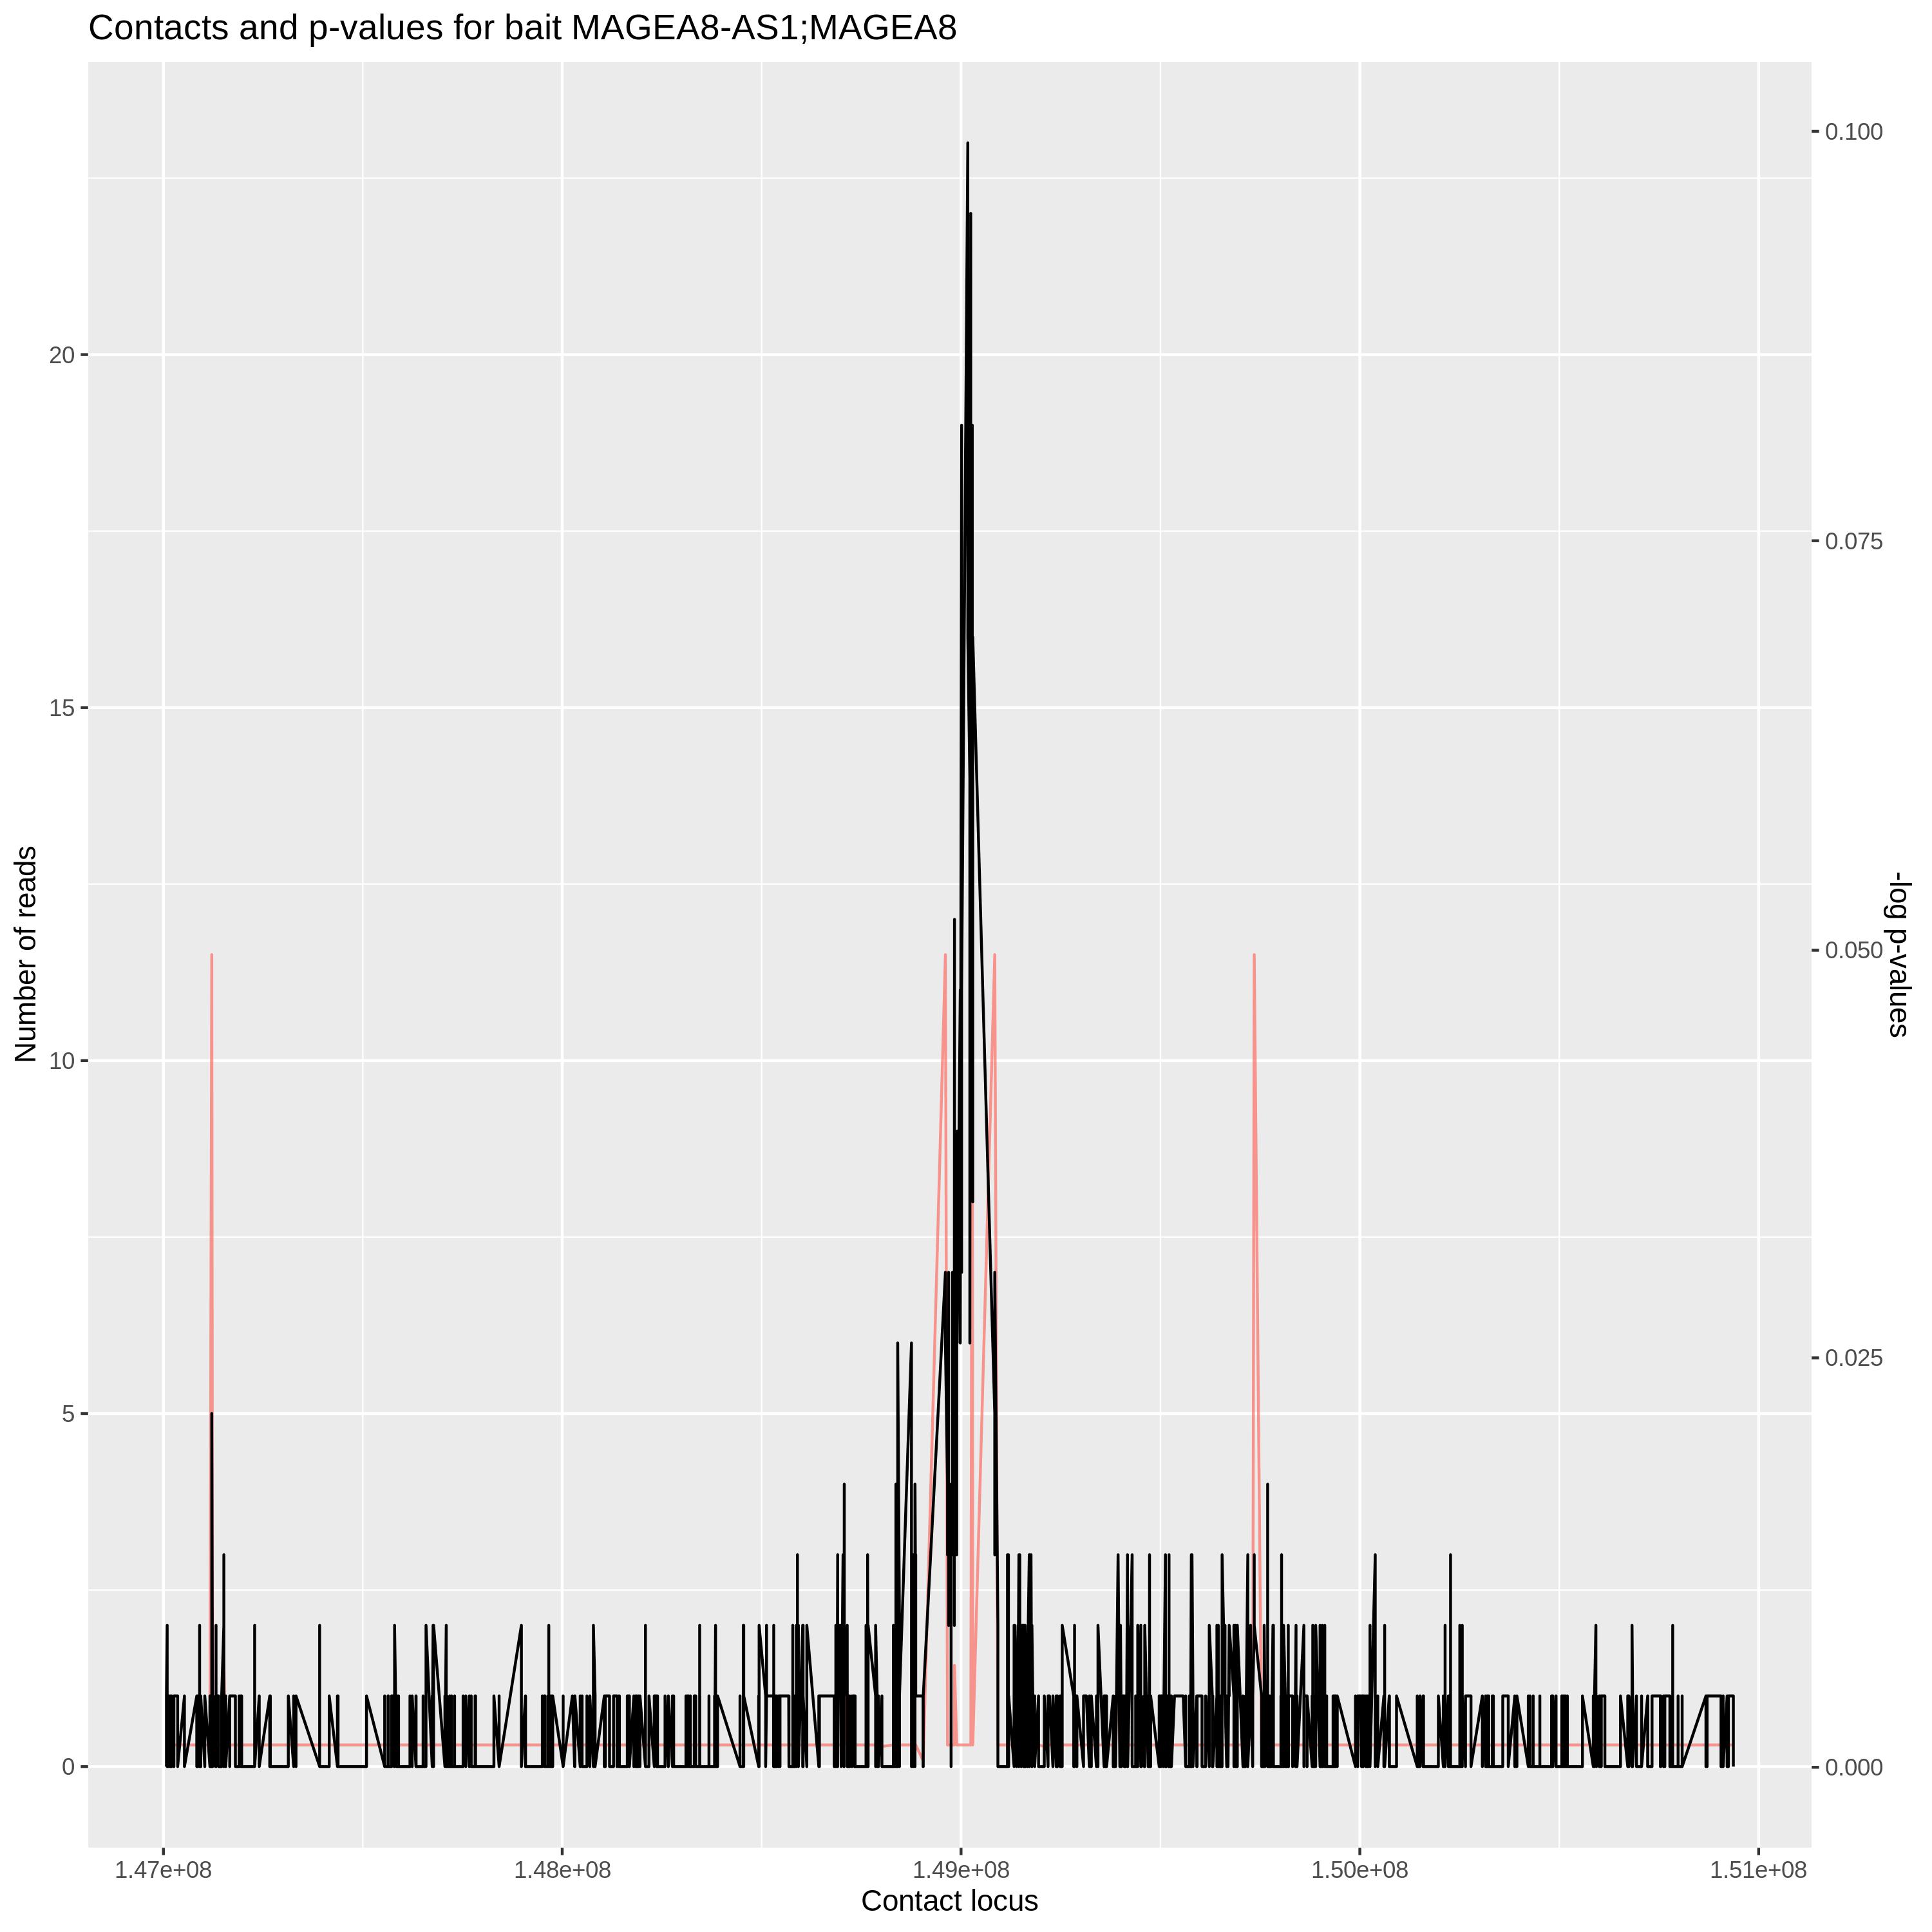 Contacts and p-values for bait MAGEA8-AS1;MAGEA8
Number of reads
20
15
10
5
0
0.100
0.075
0.050
0.025
0.000
-log p-values
1.47e+08 1.48e+08 1.49e+08 1.50e+08 1.51e+08
Contact locus